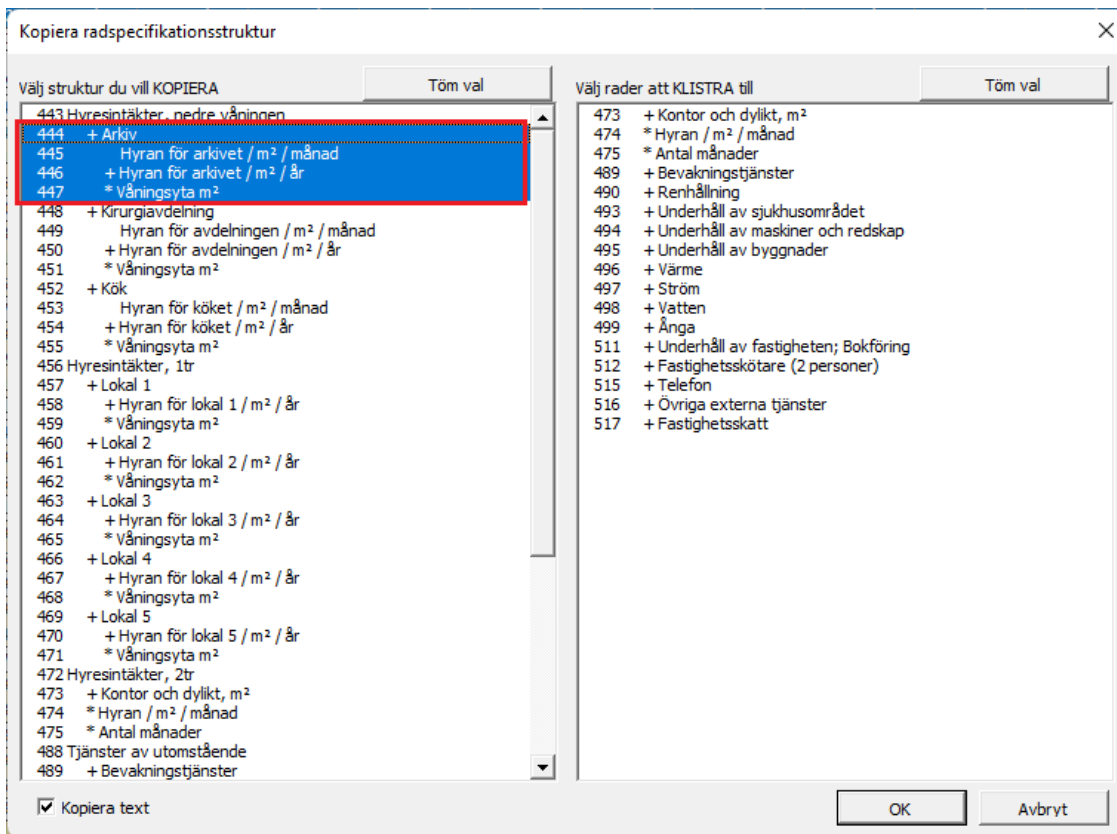 Kopiera radspecifikationsstruktur
Välj struktur du vill KOPIERA
Töm val
443 Hyresintäkter, nedre våningen
444 + Arkiv
445 Hyran för arkivet / m² / månad
446 + Hyran för arkivet / m² / år
447 * Våningsyta m²
448 + Kirurgiavdelning
449 Hyran för avdelningen / m² / månad
450 + Hyran för avdelningen / m² / år
451 * Våningsyta m²
452 + Kök
453 Hyran för köket / m² / månad
454 + Hyran för köket / m² / år
455 * Våningsyta m²
456 Hyresintäkter, 1tr
457 + Lokal 1
458 + Hyran för lokal 1 / m² / år
459 * Våningsyta m²
460 + Lokal 2
461 + Hyran för lokal 2 / m² / år
462 * Våningsyta m²
463 + Lokal 3
464 + Hyran för lokal 3 / m² / år
465 * Våningsyta m²
466 + Lokal 4
467 + Hyran för lokal 4 / m² / år
468 * Våningsyta m²
469 + Lokal 5
470 + Hyran för lokal 5 / m² / år
471 * Våningsyta m²
472 Hyresintäkter, 2tr
473 + Kontor och dylikt, m²
474 * Hyran / m² / månad
475 * Antal månader
488 Tjänster av utomstående
489 + Bevakningstjänster
Kopiera text
Välj rader att KLISTRA till
Töm val
473 + Kontor och dylikt, m²
474 * Hyran / m² / månad
475 * Antal månader
489 + Bevakningstjänster
490 + Renhållning
493 + Underhåll av sjukhusområdet
494 + Underhåll av maskiner och redskap
495 + Underhåll av byggnader
496 + Värme
497 + Ström
498 + Vatten
499 + Ånga
511 + Underhåll av fastigheten; Bokföring
512 + Fastighetsskötare (2 personer)
515 + Telefon
516 + Övriga externa tjänster
517 + Fastighetsskatt
OK
Avbryt